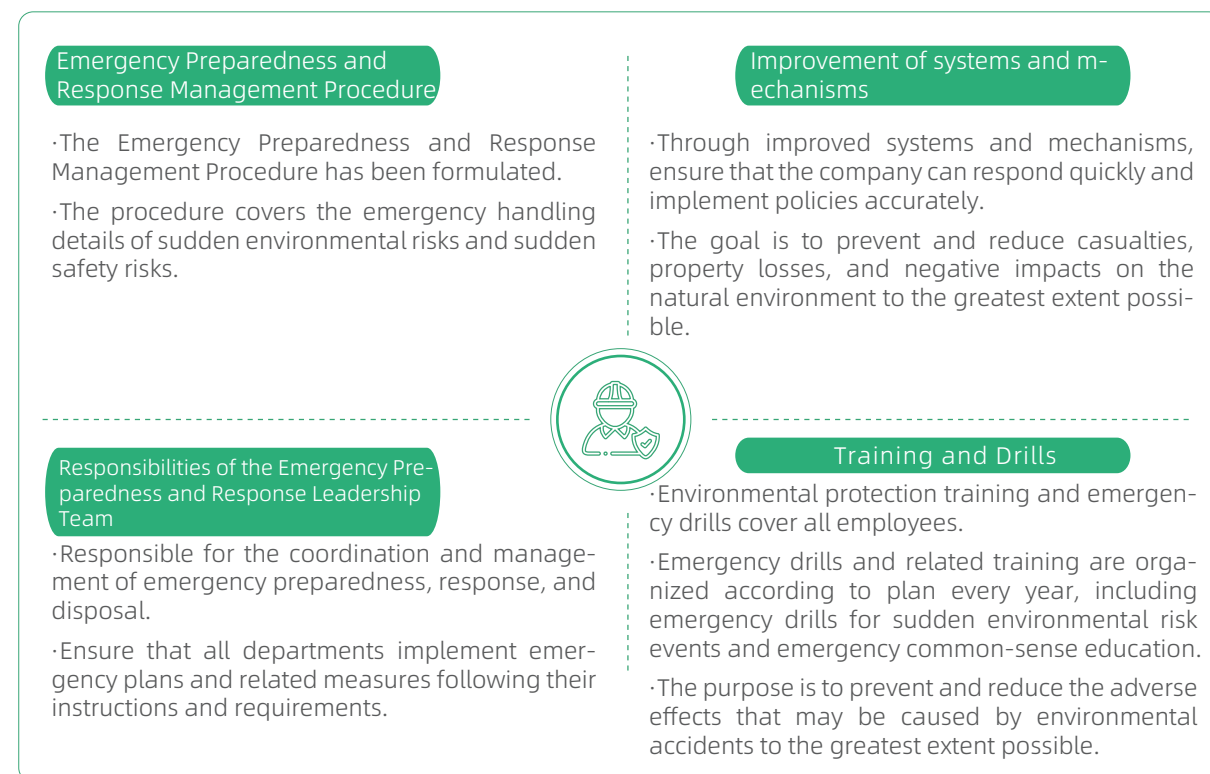 Emergency Preparedness and
Response Management Procedure
·The Emergency Preparedness and Response
Management Procedure has been formulated.
·The procedure covers the emergency handling
details of sudden environmental risks and sudden
safety risks.
Improvement of systems and m-
echanisms
·Through improved systems and mechanisms,
ensure that the company can respond quickly and
implement policies accurately.
·The goal is to prevent and reduce casualties,
property losses, and negative impacts on the
natural environment to the greatest extent possi-
ble.
Responsibilities of the Emergency Pre-
paredness and Response Leadership
Team
·Responsible for the coordination and manage-
ment of emergency preparedness, response, and
disposal.
·Ensure that all departments implement emer-
gency plans and related measures following their
instructions and requirements.
Training and Drills
·Environmental protection training and emergen-
cy drills cover all employees.
·Emergency drills and related training are orga-
nized according to plan every year, including
emergency drills for sudden environmental risk
events and emergency common-sense education.
·The purpose is to prevent and reduce the adverse
effects that may be caused by environmental
accidents to the greatest extent possible.